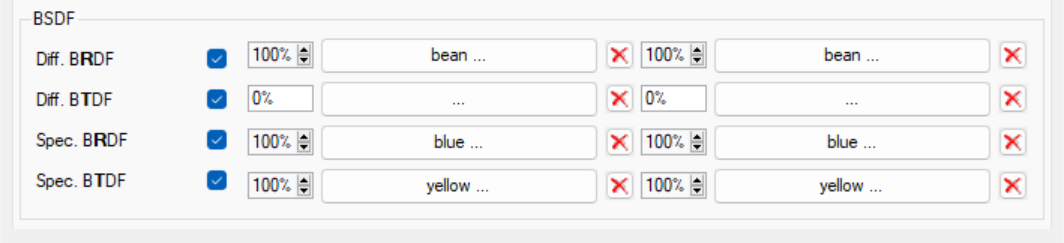 BSDF
Diff. BRDF 100% bean ... 100% bean ...
Diff. BTDF 0% ... 0% ...
Spec. BRDF 100% blue ... 100% blue ...
Spec. BTDF 100% yellow ... 100% yellow ...